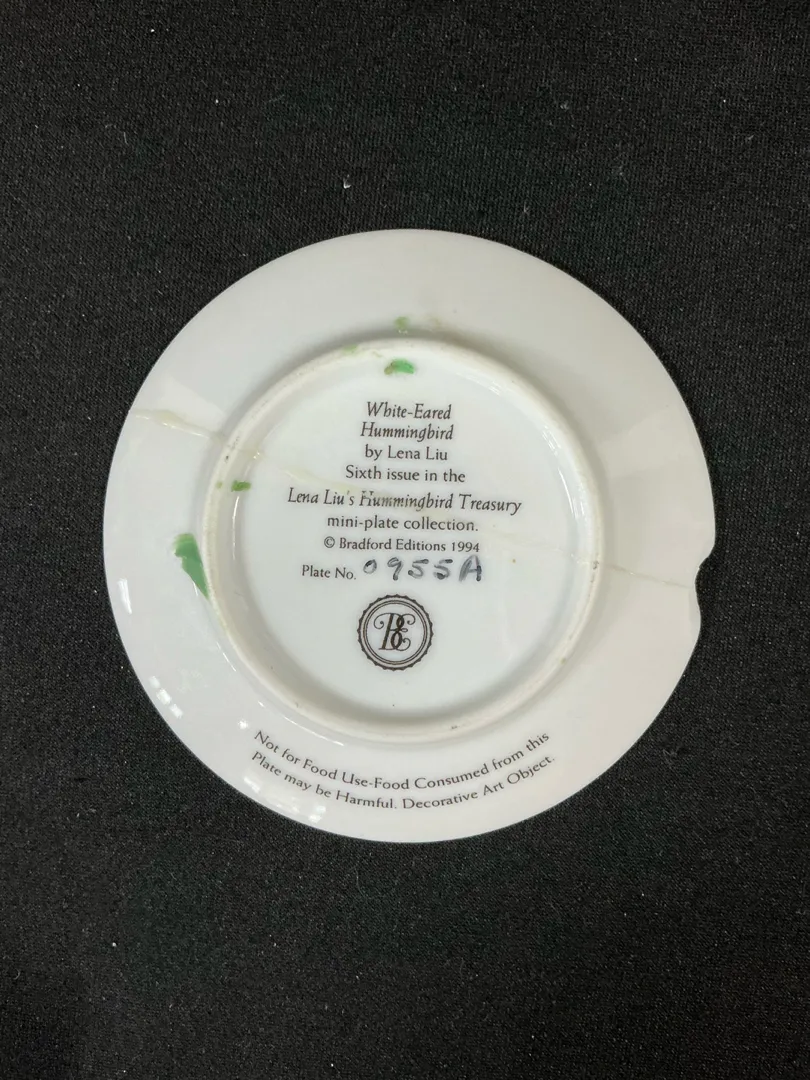 White-Eared
Hummingbird
by Lena Liu
Sixth issue in the
Lena Liu's Hummingbird Treasury
mini-plate collection.
© Bradford Editions 1994
Plate No. 0955A
BE
Not for Food Use-Food Consumed from this
Plate may be Harmful. Decorative Art Object.